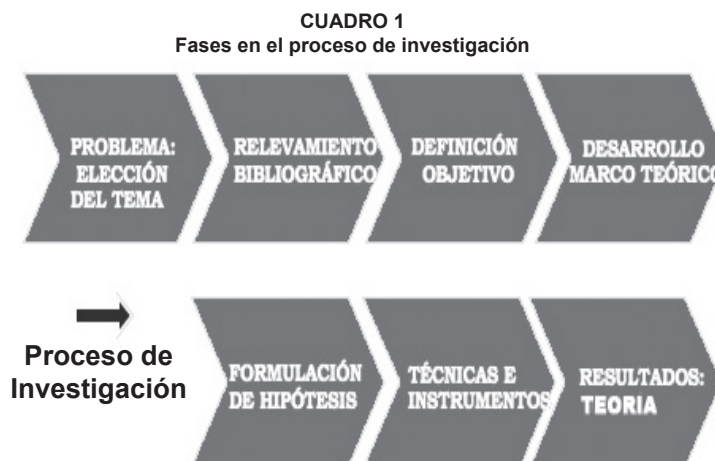 CUADRO 1
Fases en el proceso de investigación
PROBLEMA:
ELECCIÓN
DEL TEMA
RELEVAMIENTO
BIBLIOGRÁFICO
DEFINICIÓN
OBJETIVO
DESARROLLO
MARCO TEÓRICO
Proceso de
Investigación
FORMULACIÓN
DE HIPÓTESIS
TÉCNICAS E
INSTRUMENTOS
RESULTADOS:
TEORIA